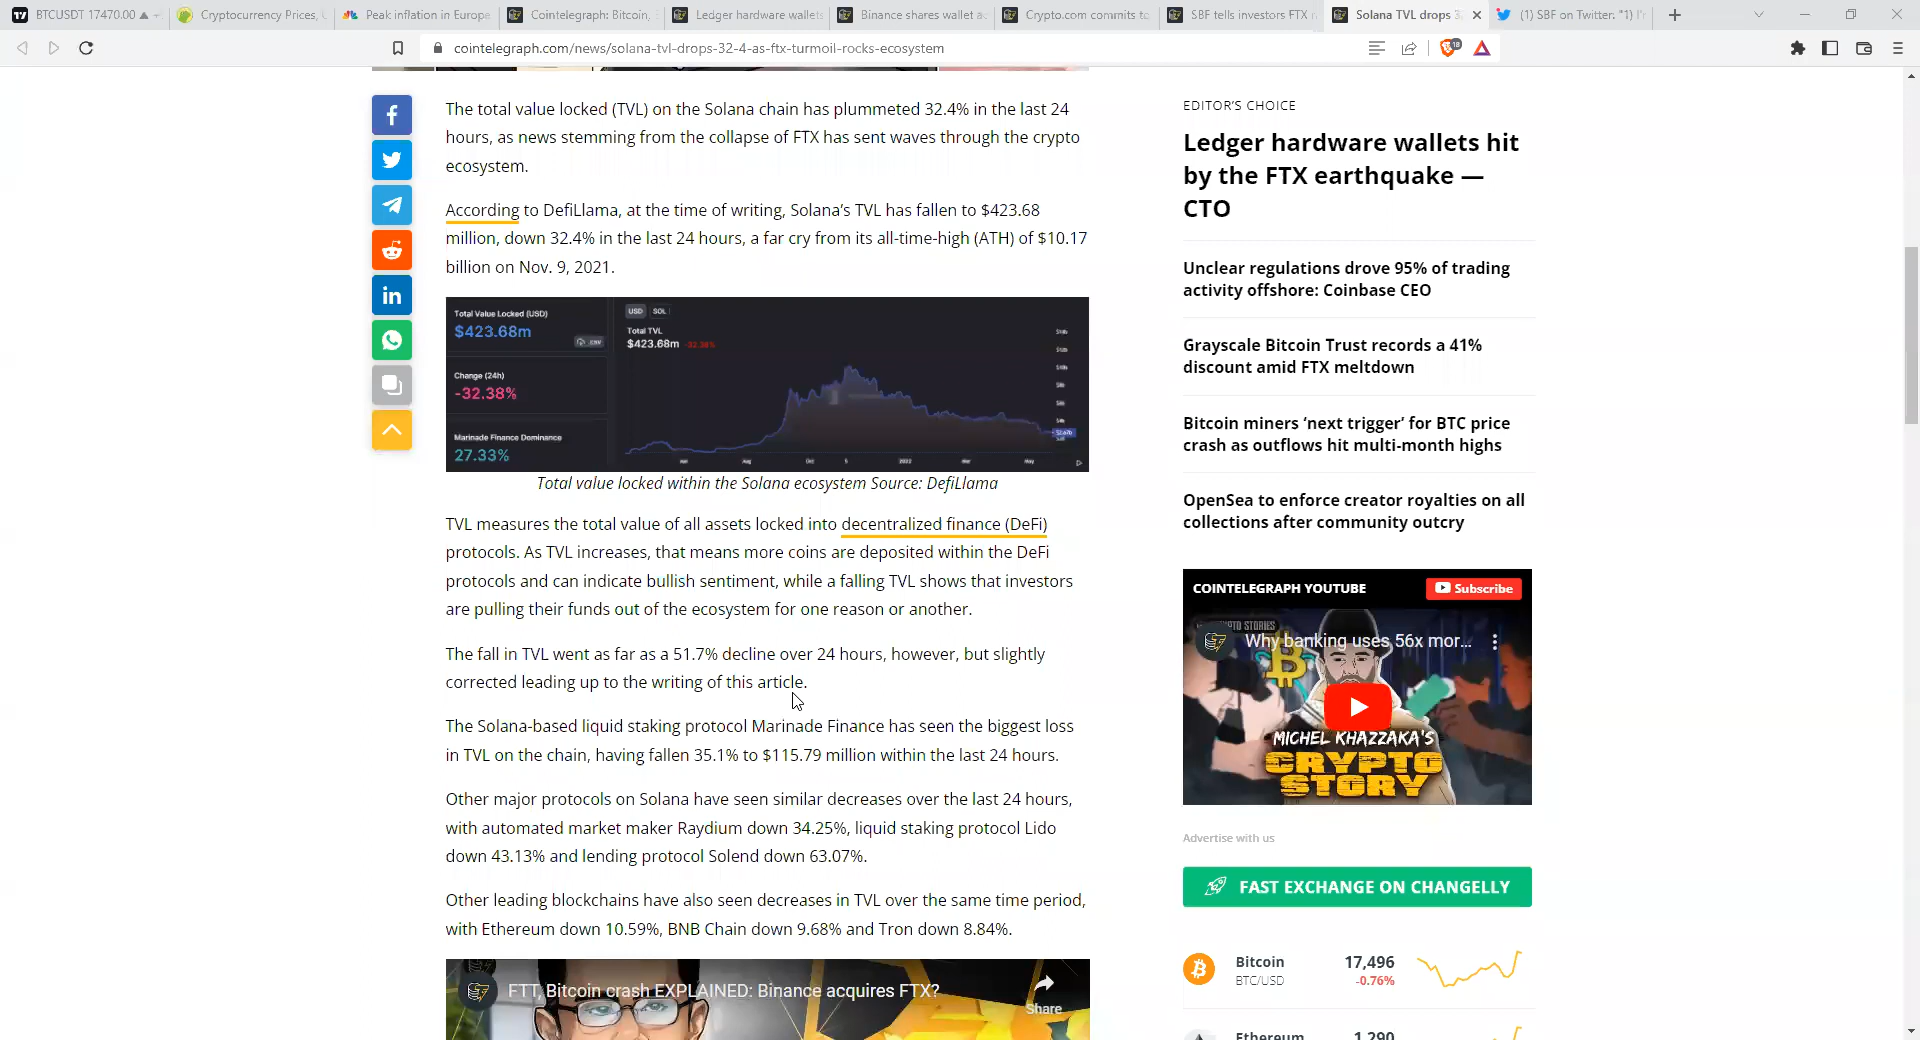 BTCUSDT 17470.00
Cryptocurrency Prices,
Peak inflation in Europe
Cointelegraph: Bitcoin,
Ledger hardware wallets
Binance shares wallet
Crypto.com commits to
SBF tells investors FTX
Solana TVL drops
(1) SBF on Twitter: "1)
cointelegraph.com/news/solana-tvl-drops-32-4-as-ftx-turmoil-rocks-ecosystem
18
The total value locked (TVL) on the Solana chain has plummeted 32.4% in the last 24
hours, as news stemming from the collapse of FTX has sent waves through the crypto
ecosystem.
According to DefiLlama, at the time of writing, Solana’s TVL has fallen to $423.68
million, down 32.4% in the last 24 hours, a far cry from its all-time-high (ATH) of $10.17
billion on Nov. 9, 2021.
Total Value Locked (USD)
$423.68m
.csv
Change (24h)
-32.38%
Marinade Finance Dominance
27.33%
USD SOL
Total TVL
$423.68m -32.38%
2022
Total value locked within the Solana ecosystem Source: DefiLlama
TVL measures the total value of all assets locked into decentralized finance (DeFi)
protocols. As TVL increases, that means more coins are deposited within the DeFi
protocols and can indicate bullish sentiment, while a falling TVL shows that investors
are pulling their funds out of the ecosystem for one reason or another.
The fall in TVL went as far as a 51.7% decline over 24 hours, however, but slightly
corrected leading up to the writing of this article.
The Solana-based liquid staking protocol Marinade Finance has seen the biggest loss
in TVL on the chain, having fallen 35.1% to $115.79 million within the last 24 hours.
Other major protocols on Solana have seen similar decreases over the last 24 hours,
with automated market maker Raydium down 34.25%, liquid staking protocol Lido
down 43.13% and lending protocol Solend down 63.07%.
Other leading blockchains have also seen decreases in TVL over the same time period,
with Ethereum down 10.59%, BNB Chain down 9.68% and Tron down 8.84%.
FTT, Bitcoin crash EXPLAINED: Binance acquires FTX?
Share
EDITOR’S CHOICE
Ledger hardware wallets hit
by the FTX earthquake —
CTO
Unclear regulations drove 95% of trading
activity offshore: Coinbase CEO
Grayscale Bitcoin Trust records a 41%
discount amid FTX meltdown
Bitcoin miners ‘next trigger’ for BTC price
crash as outflows hit multi-month highs
OpenSea to enforce creator royalties on all
collections after community outcry
COINTELEGRAPH YOUTUBE
Subscribe
Why banking uses 56x mor...
MICHEL KHAZZAKA'S
CRYPTO
STORY
Advertise with us
FAST EXCHANGE ON CHANGELLY
Bitcoin 17,496
BTC/USD -0.76%
Ethereum 1,290